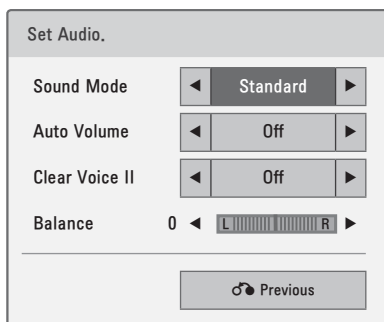 Set Audio.
Sound Mode ◀ Standard ▶
Auto Volume ◀ Off ▶
Clear Voice II ◀ Off ▶
Balance 0 ◀ L R ▶
Previous